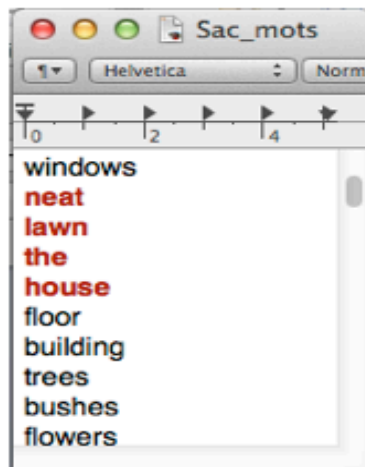 Sac_mots
¶ Helvetica Norm
0 2 4
windows
neat
lawn
the
house
floor
building
trees
bushes
flowers